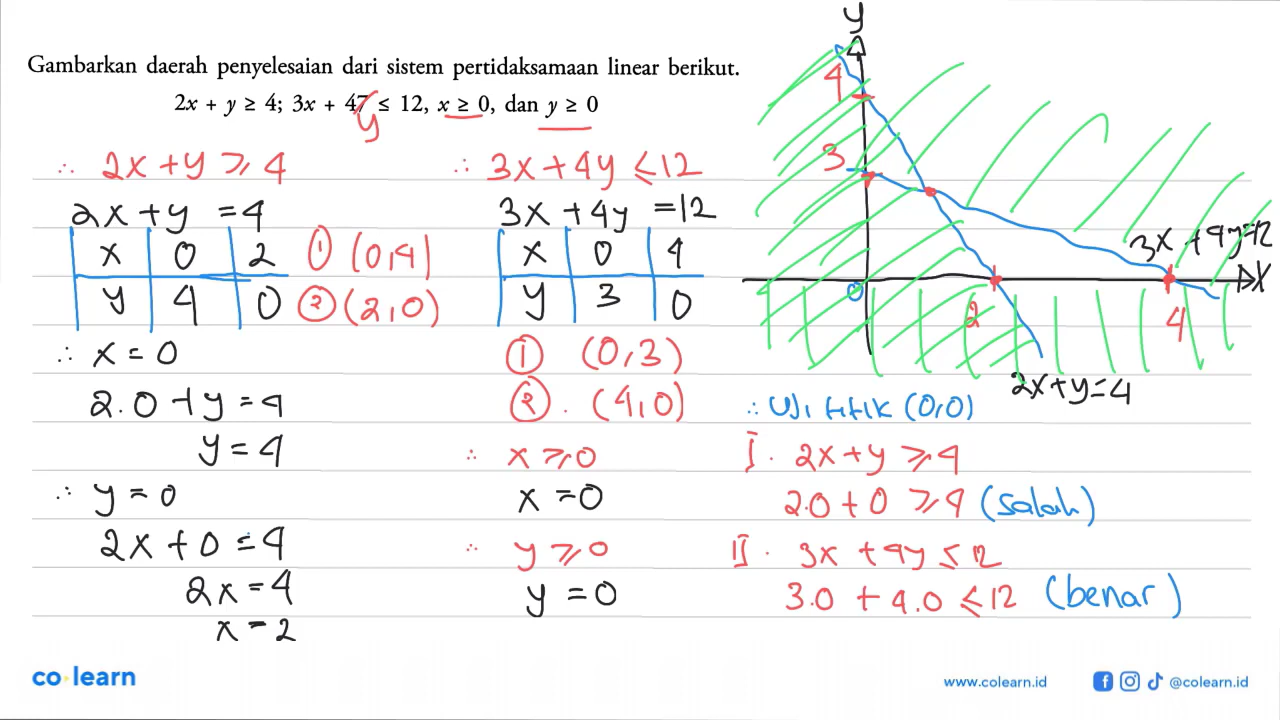 Gambarkan daerah penyelesaian dari sistem pertidaksamaan linear berikut.
2x + y ≥ 4; 3x + 47 ≤ 12, x ≥ 0, dan y ≥ 0
y
∴ 2x + y ≥ 4
2x + y = 4
x 0 2
y 4 0
① (0,4)
② (2,0)
∴ x = 0
2.0 + y = 4
y = 4
∴ y = 0
2x + 0 = 4
2x = 4
x = 2
∴ 3x + 4y ≤ 12
3x + 4y = 12
x 0 4
y 3 0
① (0,3)
② . (4,0)
∴ x ≥ 0
x = 0
∴ y ≥ 0
y = 0
y
4
3
0
2
4
x
3x + 4y = 12
2x + y = 4
∴ Uji titik (0,0)
I. 2x + y ≥ 4
2.0 + 0 ≥ 4 (salah)
II. 3x + 4y ≤ 12
3.0 + 4.0 ≤ 12 (benar)
co·learn
www.colearn.id
@colearn.id